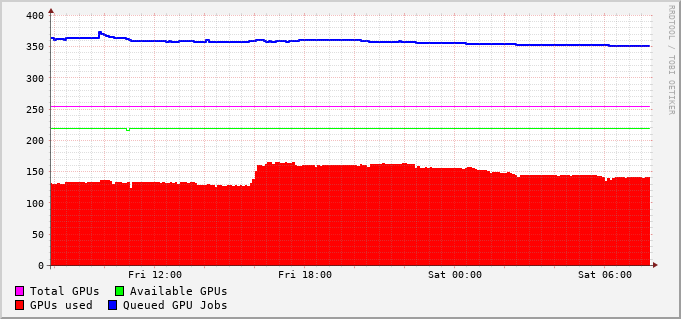 400
350
300
250
200
150
100
50
0
Fri 12:00 Fri 18:00 Sat 00:00 Sat 06:00
Total GPUs Available GPUs
GPUs used Queued GPU Jobs
RRDTOOL / TOBI OETIKER